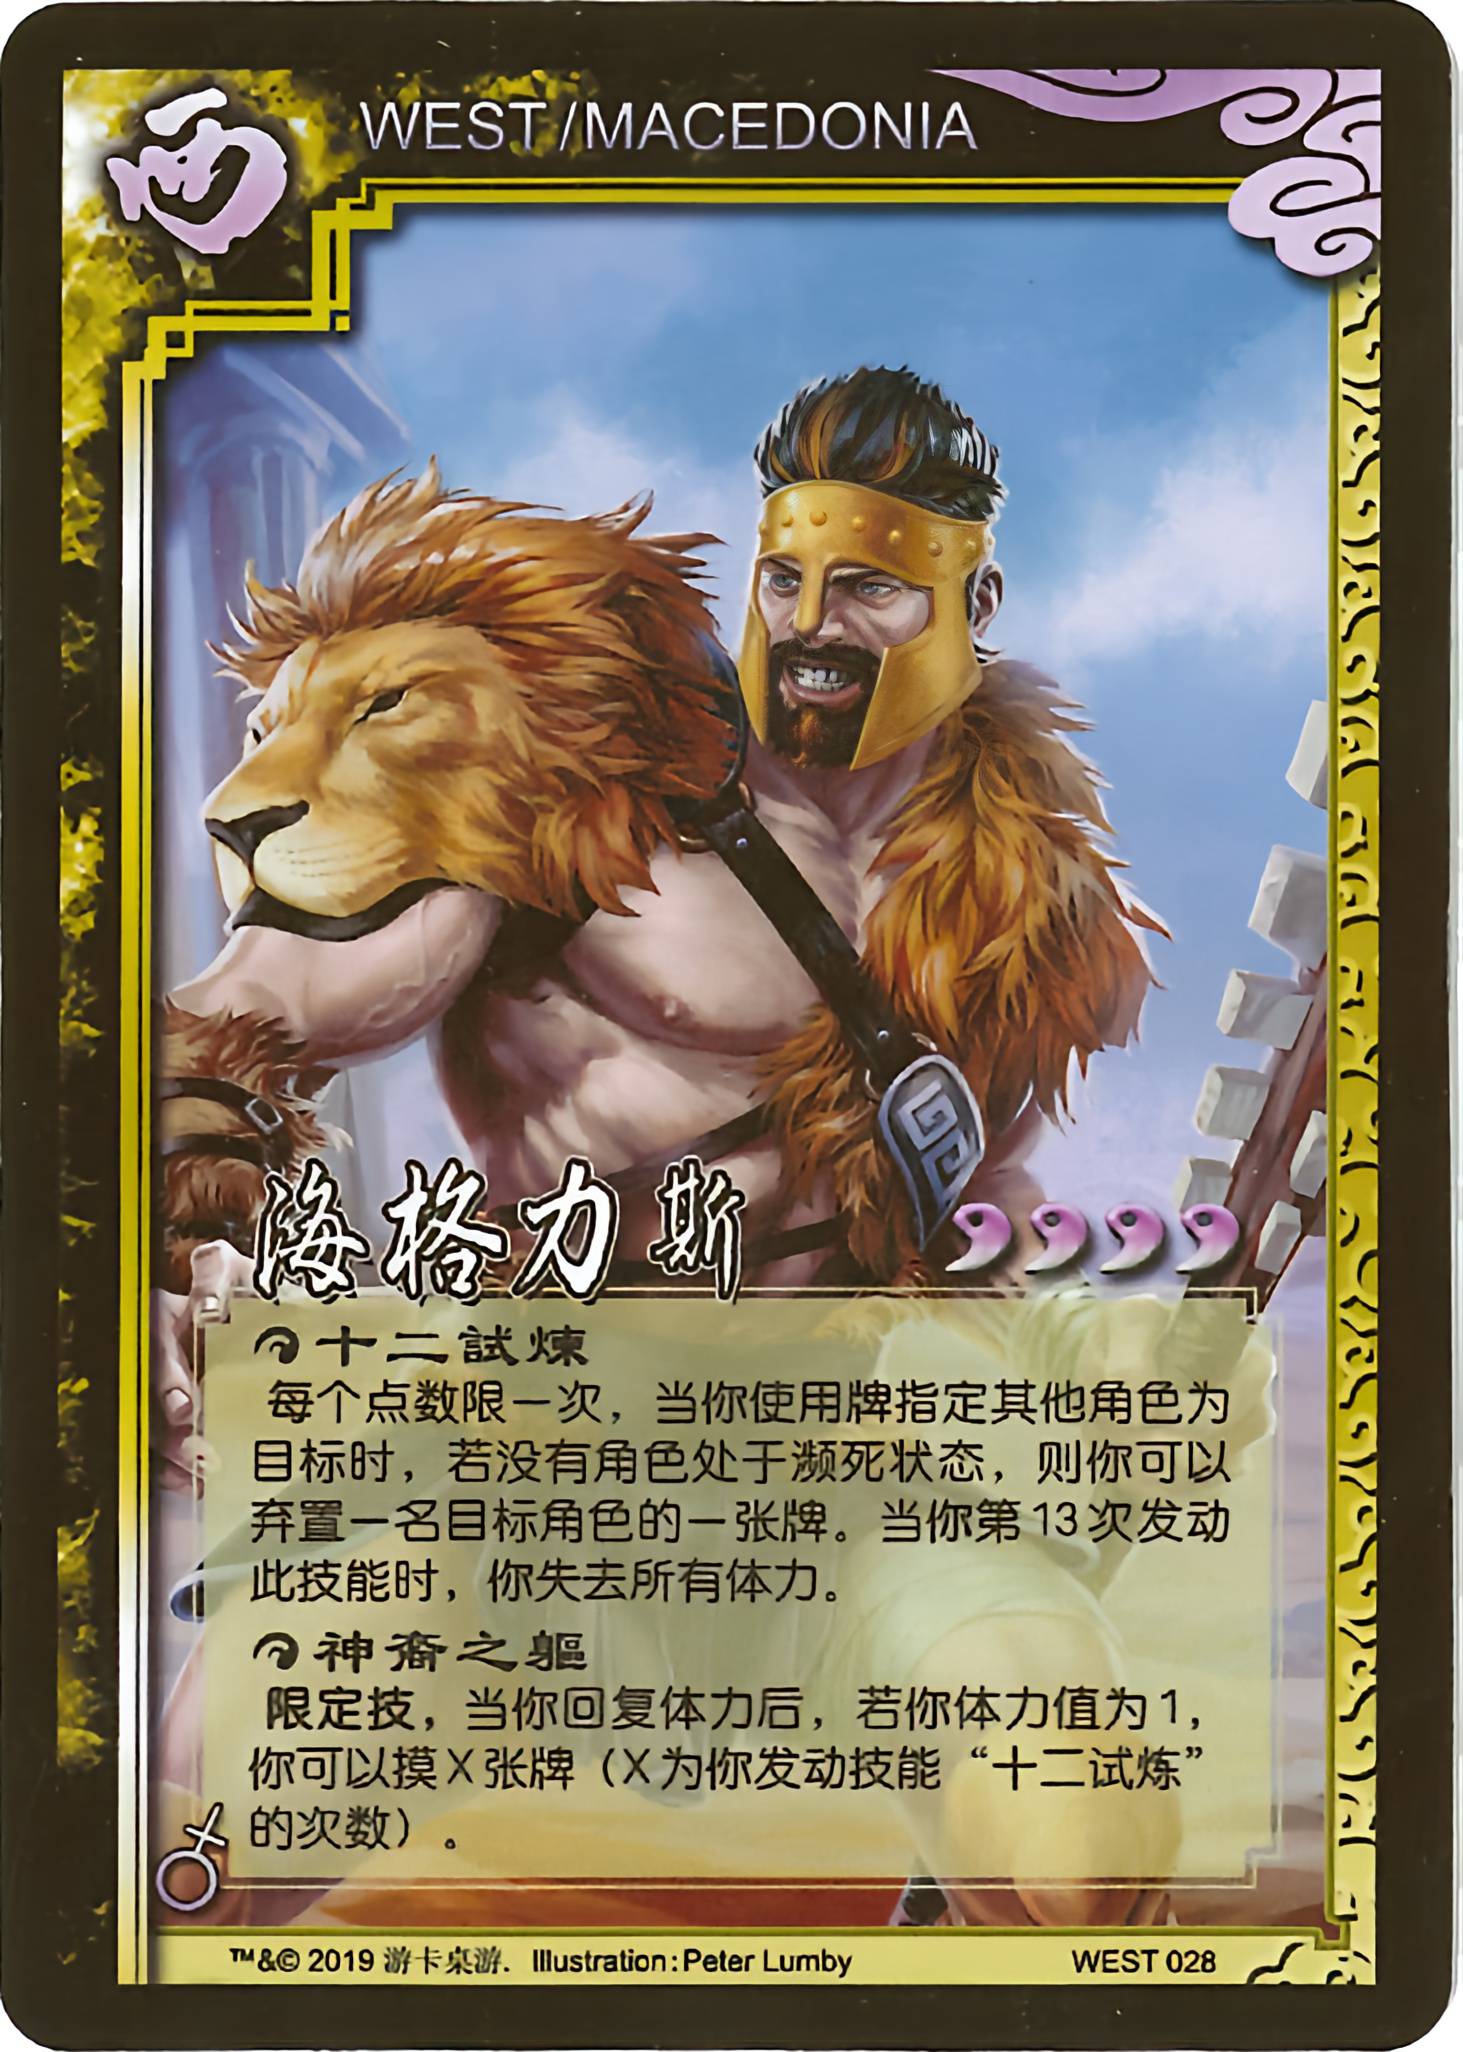 西
WEST /MACEDONIA
海格力斯
十二試煉
每个点数限一次，当你使用牌指定其他角色为
目标时，若没有角色处于濒死状态，则你可以
弃置一名目标角色的一张牌。当你第13次发动
此技能时，你失去所有体力。
神裔之軀
限定技，当你回复体力后，若你体力值为1，
你可以摸X张牌（X为你发动技能“十二试炼”
的次数）。
™&© 2019 游卡桌游. Illustration:Peter Lumby
WEST 028